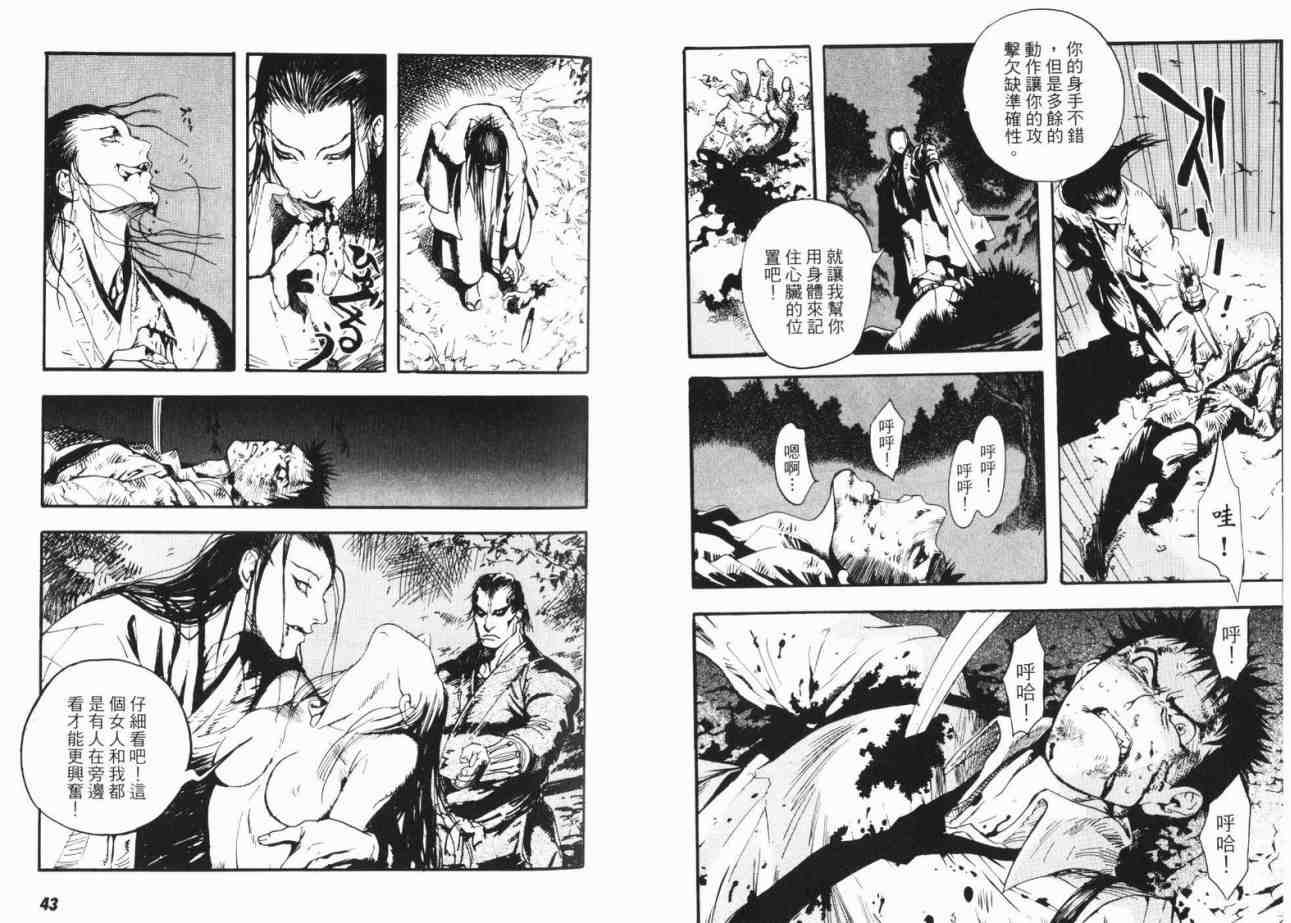 你的身手不錯
，但是多餘的
動作讓你的攻
擊欠缺準確性。
就讓我幫你
用身體來記
住心臟的位
置吧！
哇！
呼呼！
呼呼！
呼呼！
嗯啊…
呼！
呼哈！
呼哈！
仔細看吧！這
個女人和我都
是有人在旁邊
看才能更興奮！
43